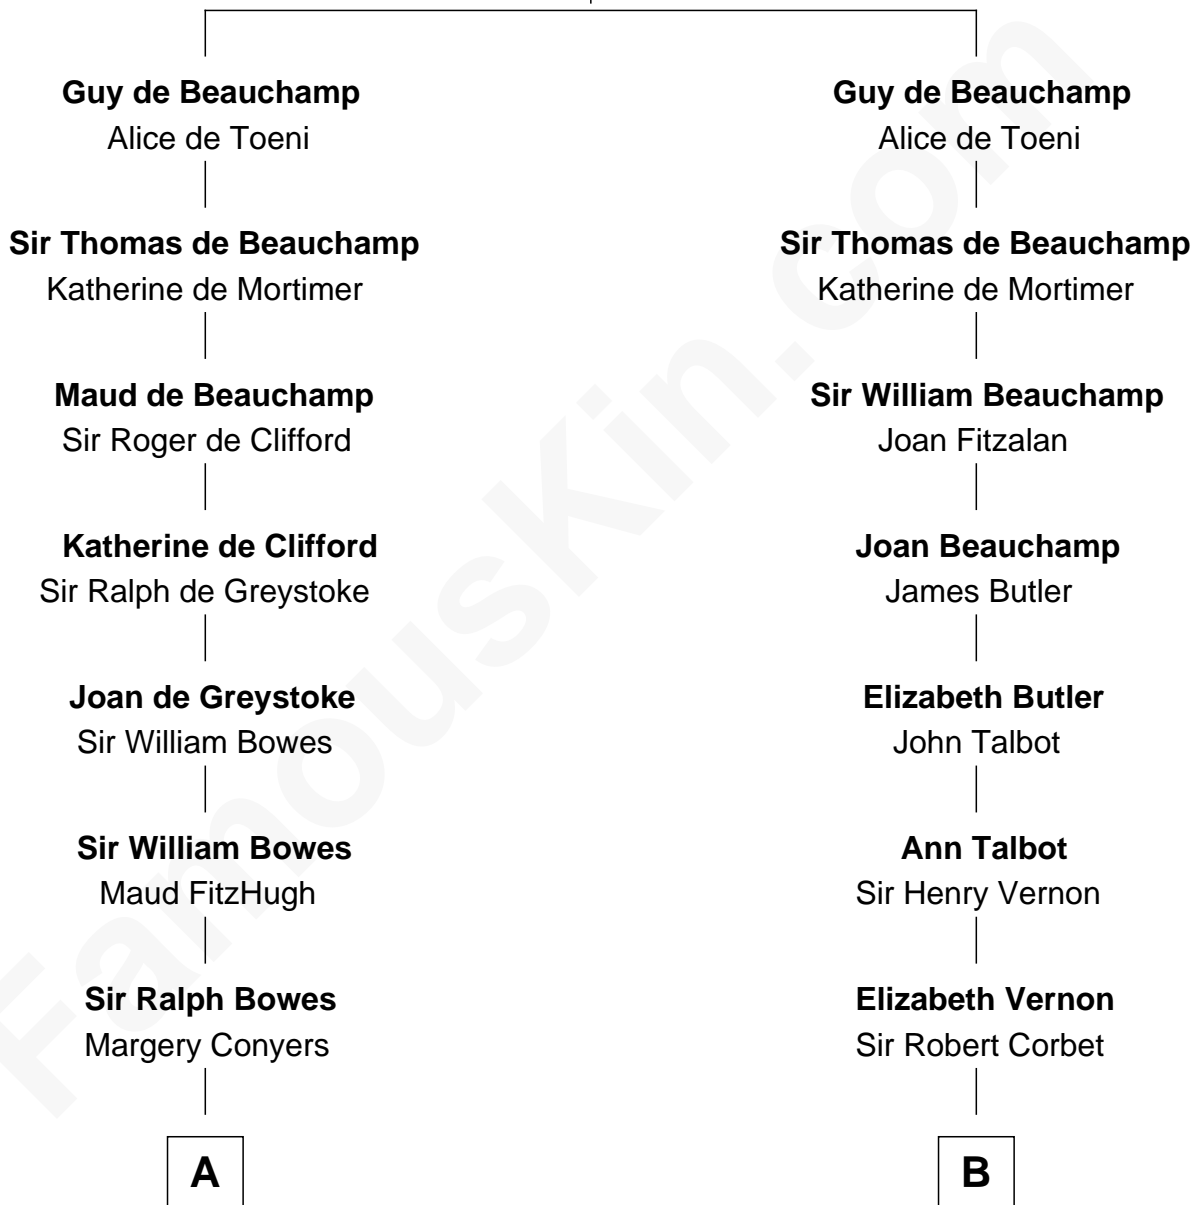 Guy de Beauchamp
Alice de Toeni
Sir Thomas de Beauchamp
Katherine de Mortimer
Maud de Beauchamp
Sir Roger de Clifford
Katherine de Clifford
Sir Ralph de Greystoke
Joan de Greystoke
Sir William Bowes
Sir William Bowes
Maud FitzHugh
Sir Ralph Bowes
Margery Conyers
A
Guy de Beauchamp
Alice de Toeni
Sir Thomas de Beauchamp
Katherine de Mortimer
Sir William Beauchamp
Joan Fitzalan
Joan Beauchamp
James Butler
Elizabeth Butler
John Talbot
Ann Talbot
Sir Henry Vernon
Elizabeth Vernon
Sir Robert Corbet
B
FamousKin.com